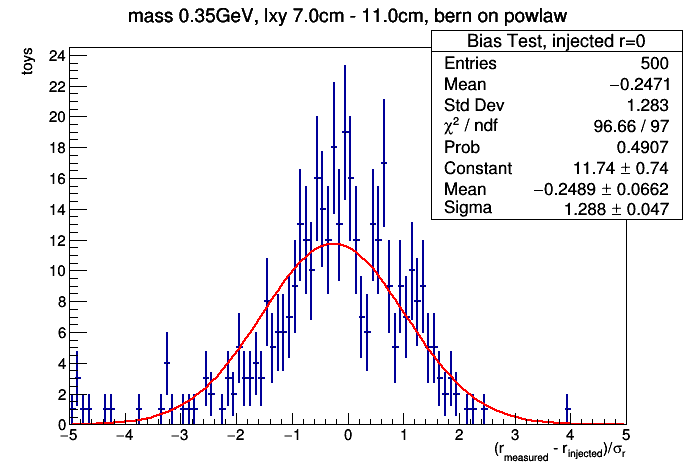 mass 0.35GeV, lxy 7.0cm - 11.0cm, bern on powlaw
Bias Test, injected r=0
Entries 500
Mean −0.2471
Std Dev 1.283
χ² / ndf 96.66 / 97
Prob 0.4907
Constant 11.74 ± 0.74
Mean −0.2489 ± 0.0662
Sigma 1.288 ± 0.047
toys
24
22
20
18
16
14
12
10
8
6
4
2
0
−5 −4 −3 −2 −1 0 1 2 3 4 5
(r_measured - r_injected)/σ_r